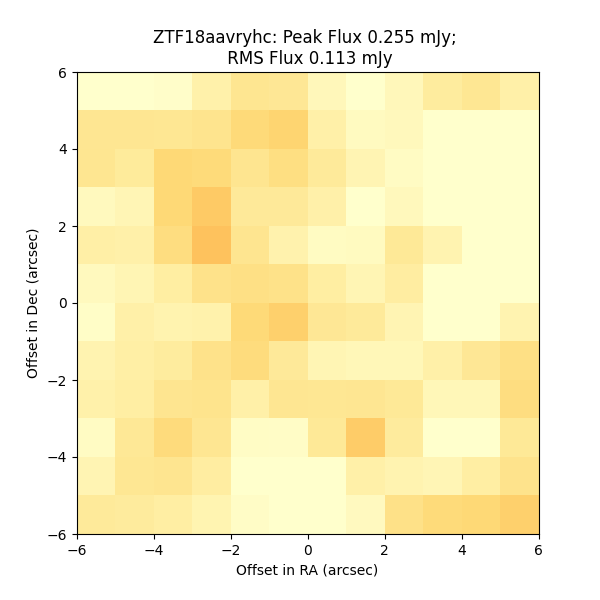 ZTF18aavryhc: Peak Flux 0.255 mJy;
RMS Flux 0.113 mJy
6
4
2
0
−2
−4
−6
Offset in Dec (arcsec)
−6 −4 −2 0 2 4 6
Offset in RA (arcsec)